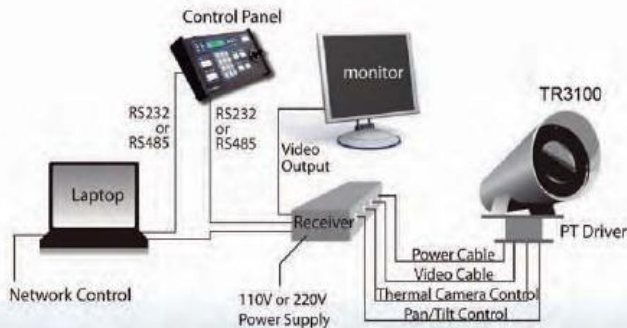 Control Panel
monitor
TR3100
RS232
or
RS485
RS232
or
RS485
Video
Output
Laptop
Receiver
PT Driver
Power Cable
Video Cable
Thermal Camera Control
Pan/Tilt Control
Network Control
110V or 220V
Power Supply